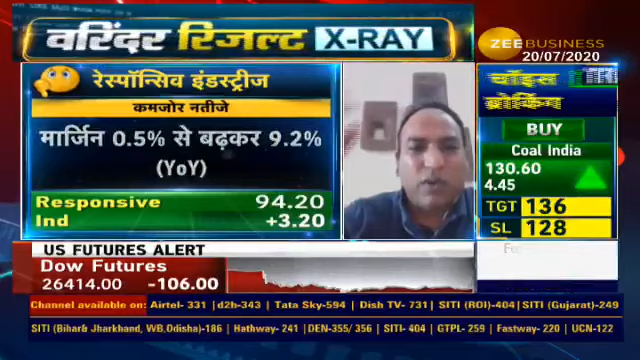 वरिंदर रिजल्ट X-RAY
ZEE BUSINESS
20/07/2020
रेस्पॉन्सिव इंडस्ट्रीज
कमजोर नतीजे
मार्जिन 0.5% से बढ़कर 9.2%
(YoY)
Responsive Ind
94.20
+3.20
ब्रोकिंग
BUY
Coal India
130.60
4.45
TGT 136
SL 128
US FUTURES ALERT
Dow Futures
26414.00 -106.00
Channel available on: Airtel- 331 | d2h-343 | Tata Sky-594 | Dish TV- 731| SITI (ROI)-404| SITI (Gujarat)-249
SITI (Bihar& Jharkhand, WB,Odisha)-186 | Hathway- 241 |DEN-355/ 356 | SITI- 404 | GTPL- 259 | Fastway- 220 | UCN-122